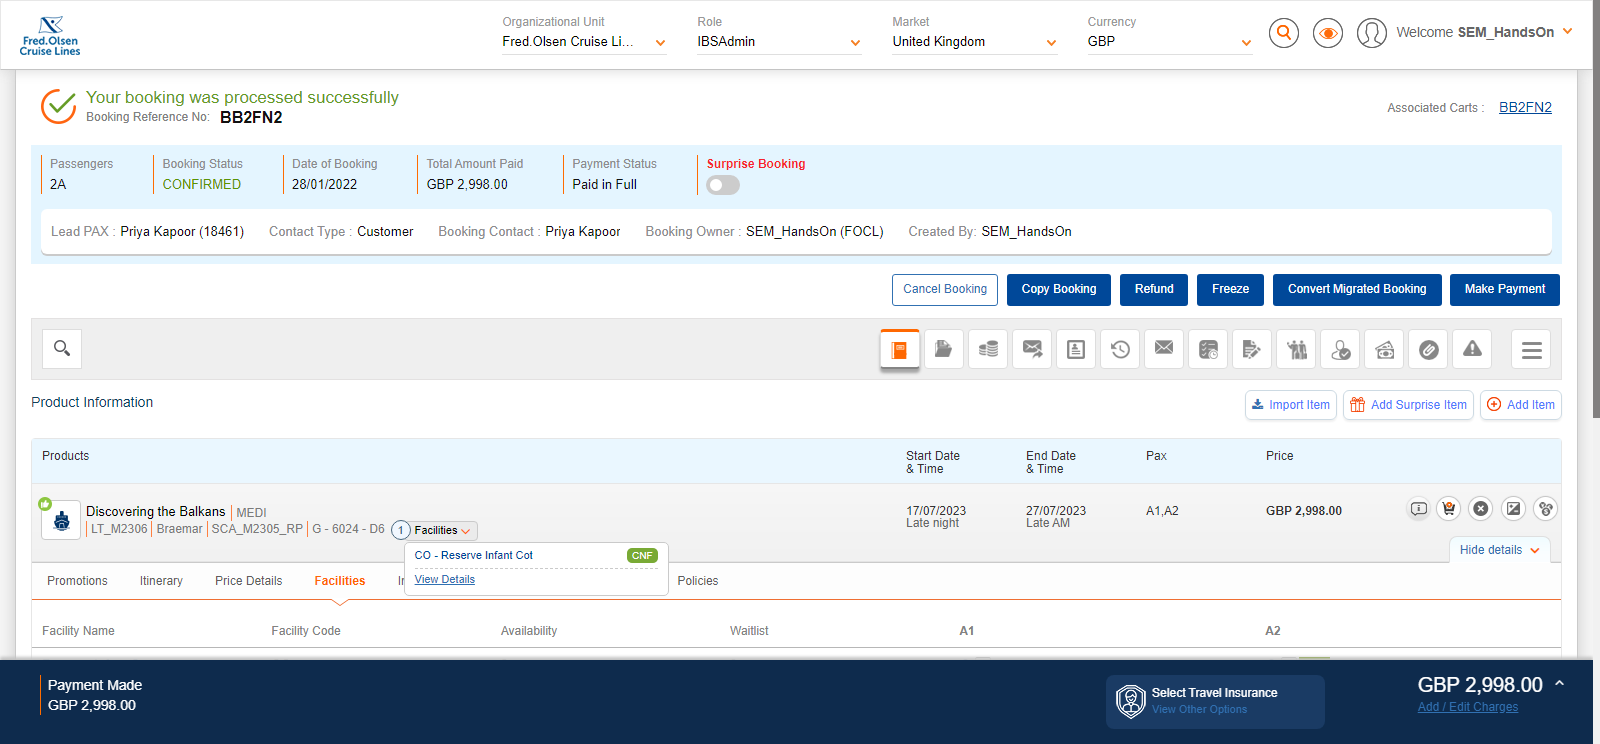 Fred.Olsen
Cruise Lines
Organizational Unit
Fred.Olsen Cruise Li...
Role
IBSAdmin
Market
United Kingdom
Currency
GBP
Welcome SEM_HandsOn
Your booking was processed successfully
Booking Reference No: BB2FN2
Associated Carts : BB2FN2
Passengers
2A
Booking Status
CONFIRMED
Date of Booking
28/01/2022
Total Amount Paid
GBP 2,998.00
Payment Status
Paid in Full
Surprise Booking
Lead PAX : Priya Kapoor (18461) Contact Type : Customer Booking Contact : Priya Kapoor Booking Owner : SEM_HandsOn (FOCL) Created By: SEM_HandsOn
Cancel Booking Copy Booking Refund Freeze Convert Migrated Booking Make Payment
Product Information
Import Item Add Surprise Item Add Item
Products
Start Date
& Time
End Date
& Time
Pax
Price
Discovering the Balkans MEDI
LT_M2306 Braemar SCA_M2305_RP G - 6024 - D6 1 Facilities
17/07/2023
Late night
27/07/2023
Late AM
A1,A2
GBP 2,998.00
CO - Reserve Infant Cot CNF
View Details
Hide details
Promotions Itinerary Price Details Facilities Policies
Facility Name Facility Code Availability Waitlist A1 A2
Payment Made
GBP 2,998.00
Select Travel Insurance
View Other Options
GBP 2,998.00
Add / Edit Charges